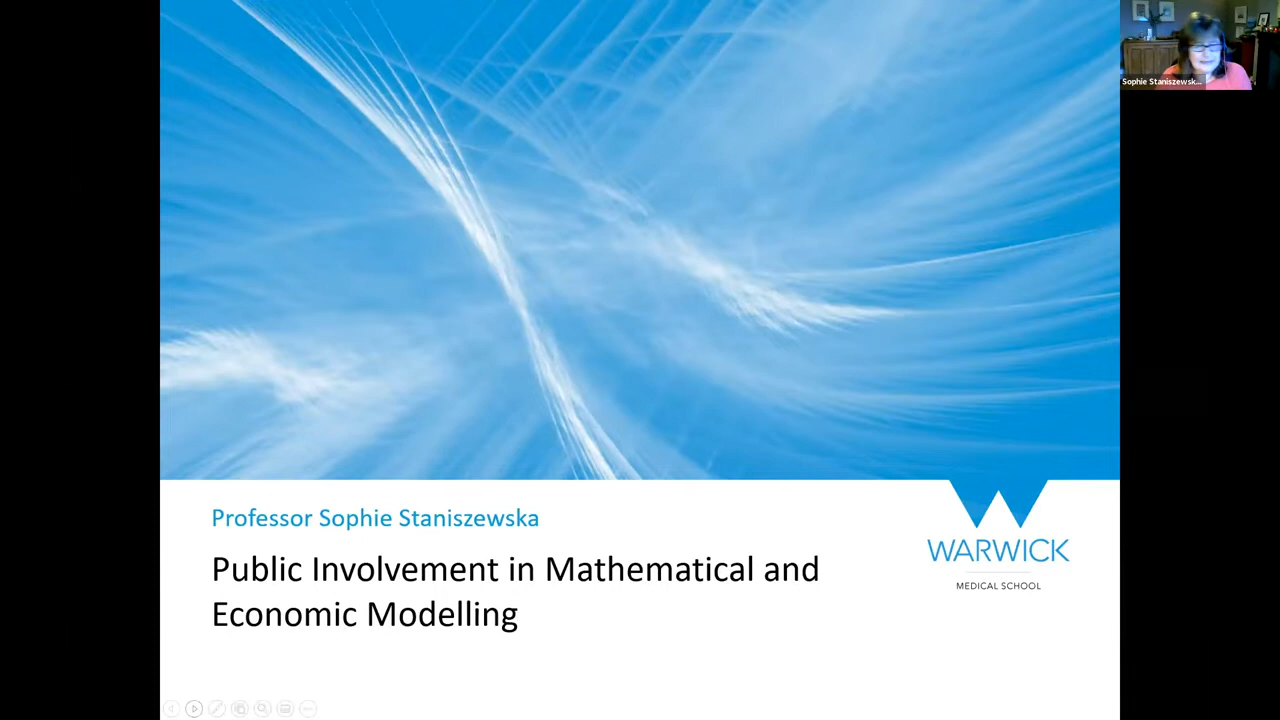 Sophie Staniszewsk...
Professor Sophie Staniszewska
Public Involvement in Mathematical and
Economic Modelling
WARWICK
MEDICAL SCHOOL